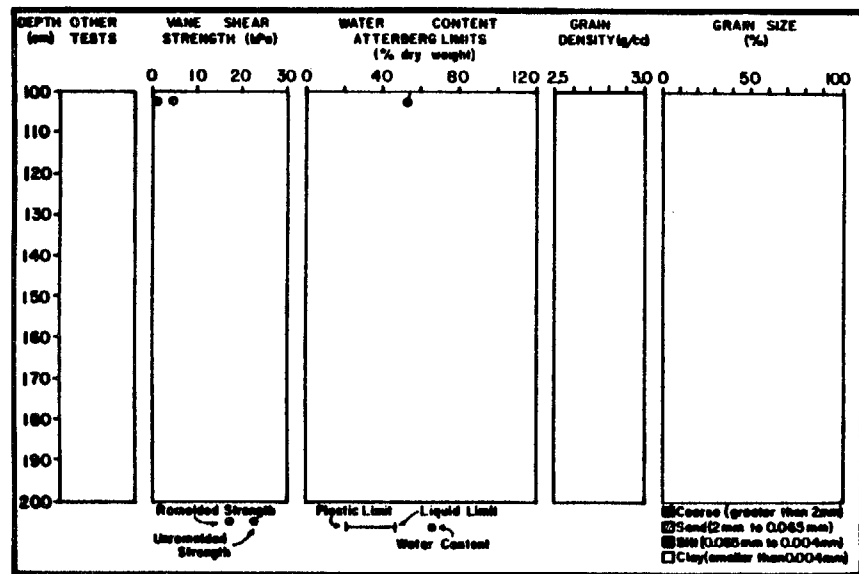 DEPTH OTHER VANE SHEAR WATER CONTENT GRAIN GRAIN SIZE
(cm) TESTS STRENGTH (kPa) ATTERBERG LIMITS DENSITY (g/cc) (%)
(% dry weight)
0 10 20 30 0 40 80 120 2.5 3.0 0 50 100
100
110
120
130
140
150
160
170
180
190
200
Remolded Strength Plastic Limit Liquid Limit Coarse (greater than 2mm)
Unremolded Strength Water Content Sand (2mm to 0.065mm)
Silt (0.065mm to 0.004mm)
Clay (smaller than 0.004mm)